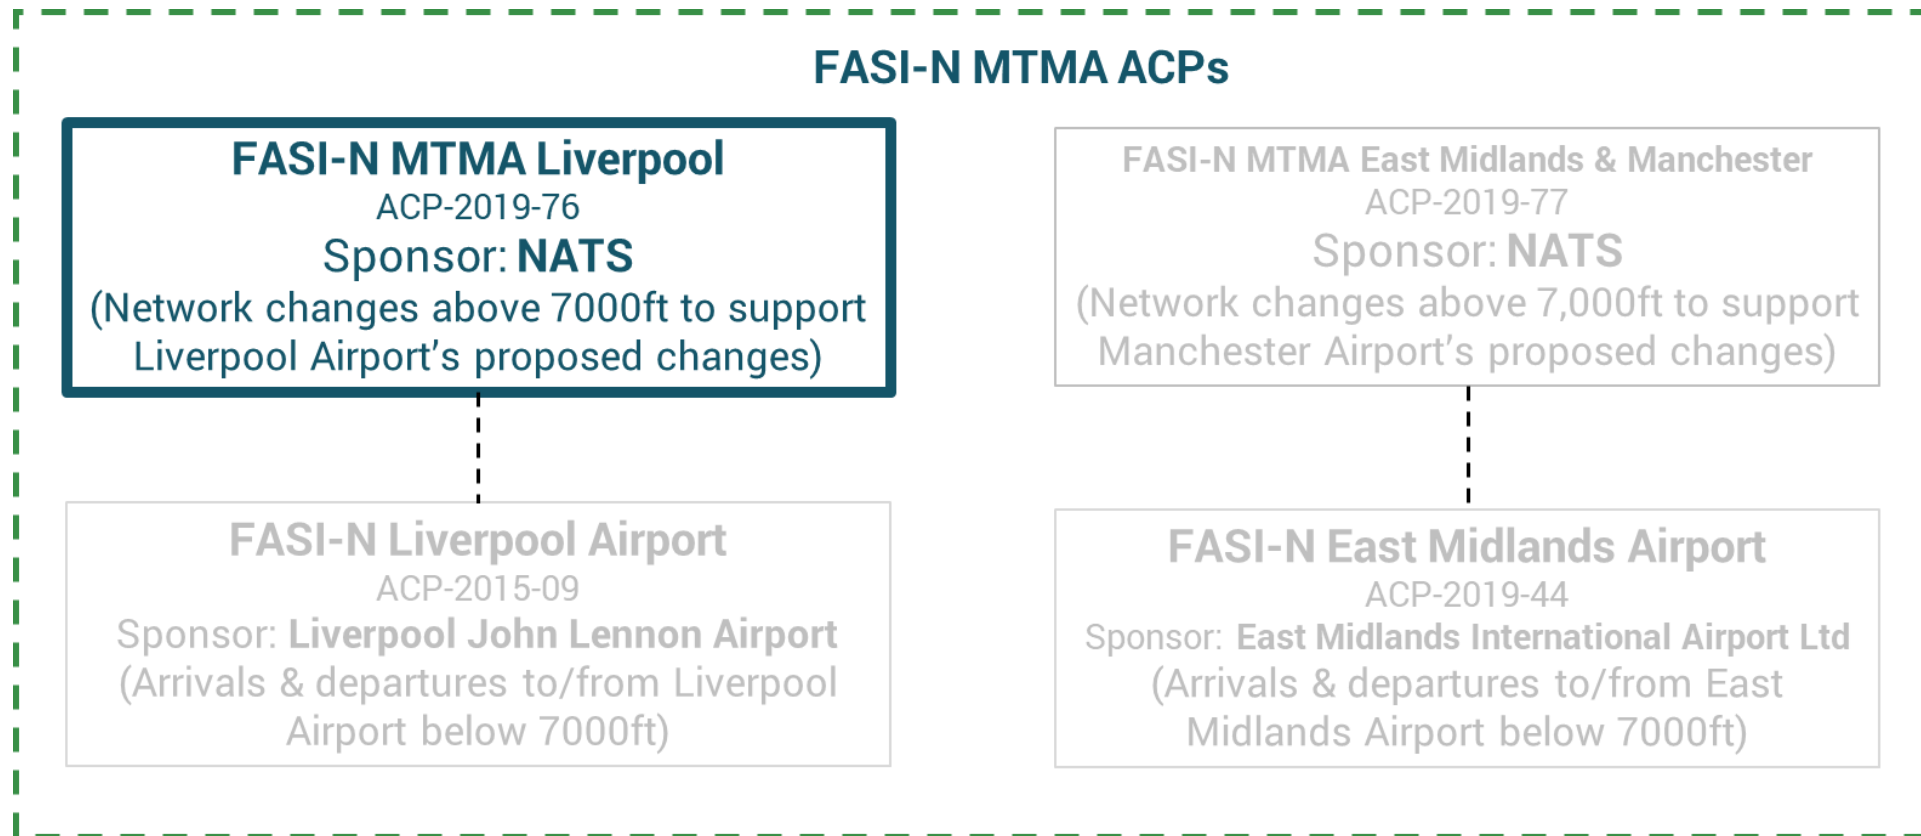 FASI-N MTMA ACPs
FASI-N MTMA Liverpool
ACP-2019-76
Sponsor: NATS
(Network changes above 7000ft to support
Liverpool Airport's proposed changes)
FASI-N MTMA East Midlands & Manchester
ACP-2019-77
Sponsor: NATS
(Network changes above 7,000ft to support
Manchester Airport's proposed changes)
FASI-N Liverpool Airport
ACP-2015-09
Sponsor: Liverpool John Lennon Airport
(Arrivals & departures to/from Liverpool
Airport below 7000ft)
FASI-N East Midlands Airport
ACP-2019-44
Sponsor: East Midlands International Airport Ltd
(Arrivals & departures to/from East
Midlands Airport below 7000ft)